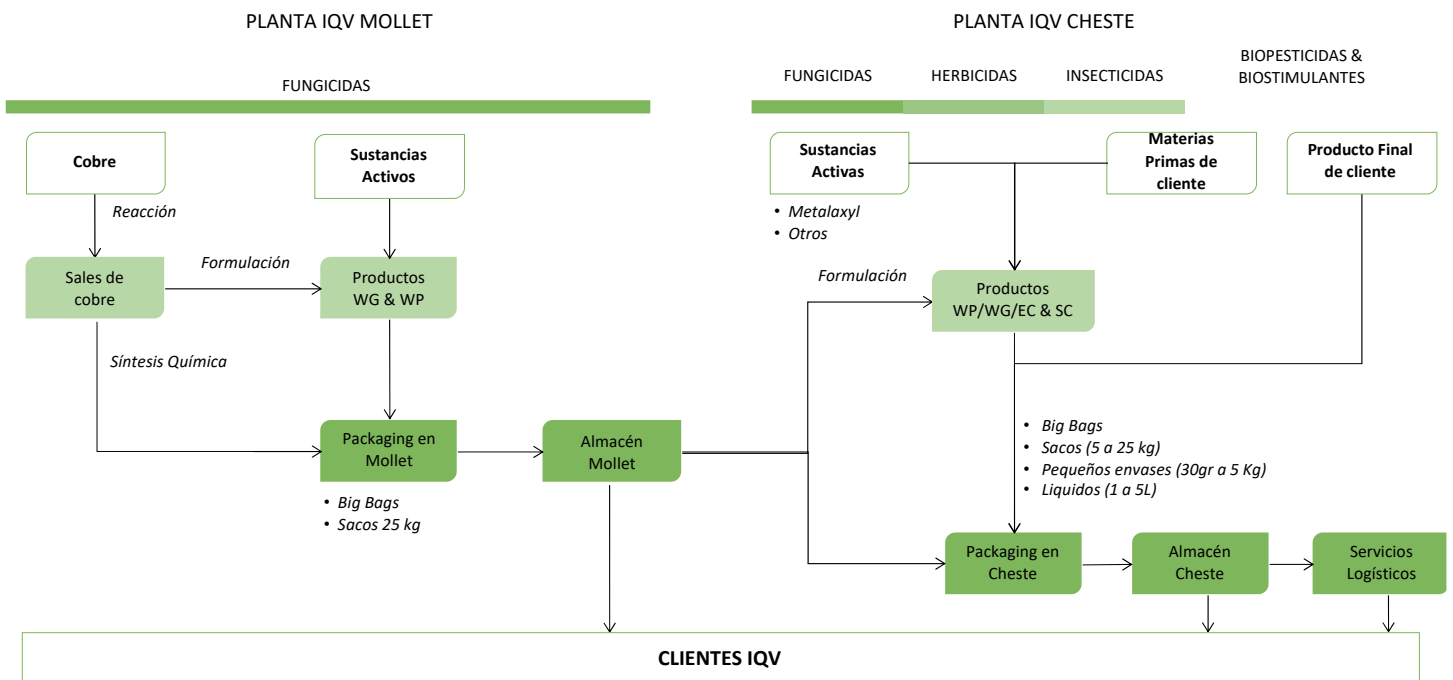 PLANTA IQV MOLLET
PLANTA IQV CHESTE
FUNGICIDAS
FUNGICIDAS
HERBICIDAS
INSECTICIDAS
BIOPESTICIDAS &
BIOSTIMULANTES
Cobre
Sustancias
Activos
Sustancias
Activas
Materias
Primas de
cliente
Producto Final
de cliente
Reacción
• Metalaxyl
• Otros
Formulación
Sales de
cobre
Productos
WG & WP
Formulación
Productos
WP/WG/EC & SC
Síntesis Química
Packaging en
Mollet
Almacén
Mollet
• Big Bags
• Sacos 25 kg
• Big Bags
• Sacos (5 a 25 kg)
• Pequeños envases (30gr a 5 Kg)
• Liquidos (1 a 5L)
Packaging en
Cheste
Almacén
Cheste
Servicios
Logísticos
CLIENTES IQV